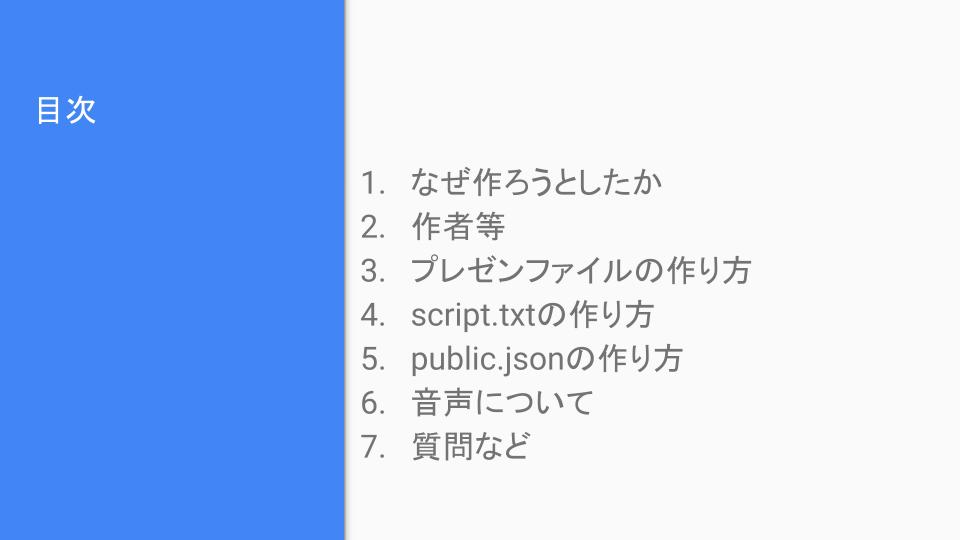 目次
1. なぜ作ろうとしたか
2. 作者等
3. プレゼンファイルの作り方
4. script.txtの作り方
5. public.jsonの作り方
6. 音声について
7. 質問など